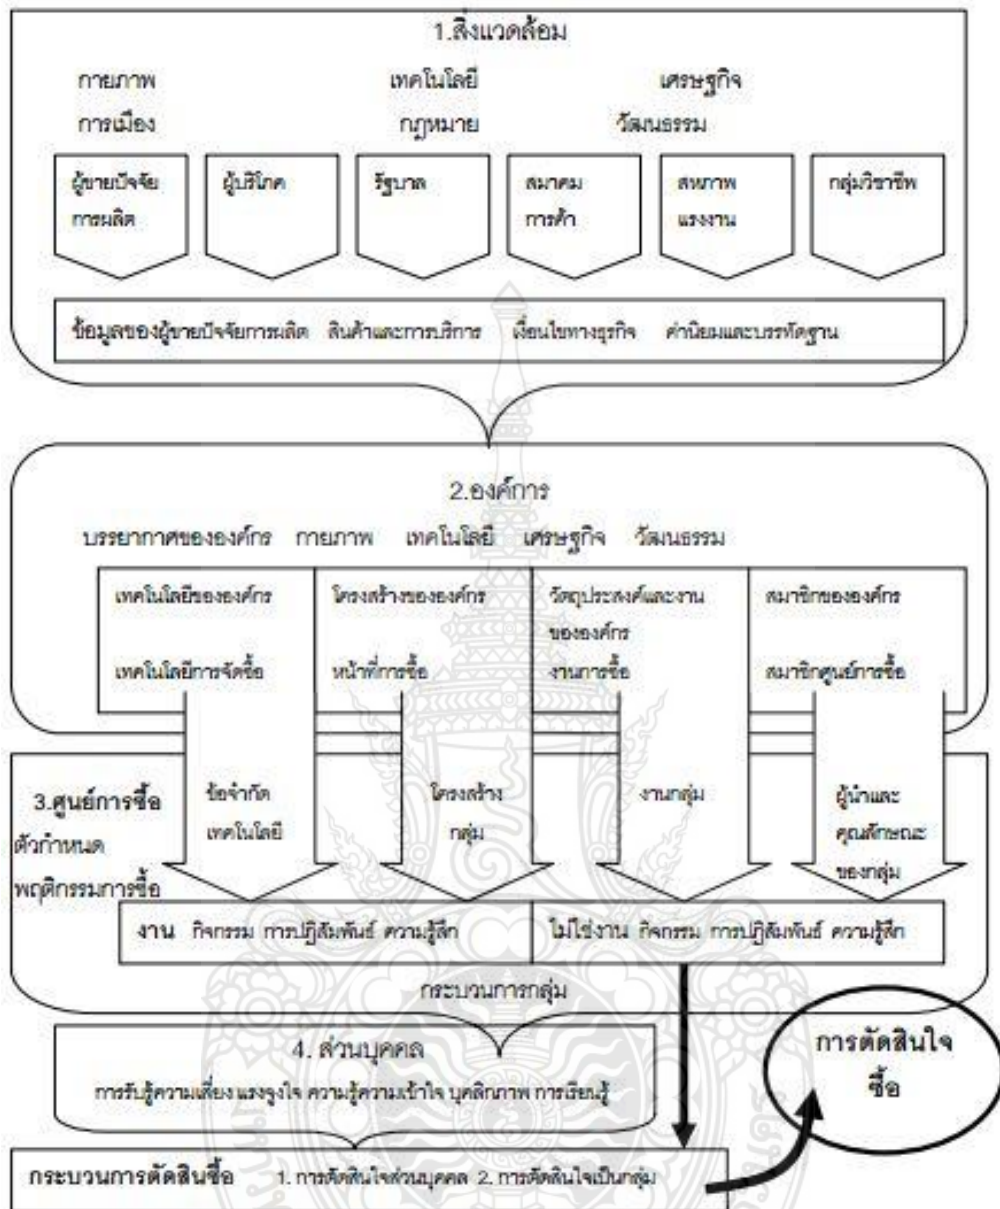 1.สิ่งแวดล้อม
กายภาพ เทคโนโลยี เศรษฐกิจ
การเมือง กฎหมาย วัฒนธรรม
ผู้ขายปัจจัย
การผลิต
ผู้บริโภค
รัฐบาล
สมาคม
การค้า
สหภาพ
แรงงาน
กลุ่มวิชาชีพ
ข้อมูลของผู้ขายปัจจัยการผลิต สินค้าและการบริการ เงื่อนไขทางธุรกิจ ค่านิยมและบรรทัดฐาน
2.องค์การ
บรรยากาศขององค์กร กายภาพ เทคโนโลยี เศรษฐกิจ วัฒนธรรม
เทคโนโลยีขององค์กร
เทคโนโลยีการจัดซื้อ
โครงสร้างขององค์กร
หน้าที่การซื้อ
วัตถุประสงค์และงาน
ขององค์กร
งานการซื้อ
สมาชิกขององค์กร
สมาชิกศูนย์การซื้อ
3.ศูนย์การซื้อ
ตัวกำหนด
พฤติกรรมการซื้อ
ข้อจำกัด
เทคโนโลยี
โครงสร้าง
กลุ่ม
งานกลุ่ม
ผู้นำและ
คุณลักษณะ
ของกลุ่ม
งาน กิจกรรม การปฏิสัมพันธ์ ความรู้สึก
ไม่ใช่งาน กิจกรรม การปฏิสัมพันธ์ ความรู้สึก
กระบวนการกลุ่ม
4. ส่วนบุคคล
การรับรู้ความเสี่ยง แรงจูงใจ ความรู้ความเข้าใจ บุคลิกภาพ การเรียนรู้
การตัดสินใจ
ซื้อ
กระบวนการตัดสินซื้อ 1. การตัดสินใจส่วนบุคคล 2. การตัดสินใจเป็นกลุ่ม